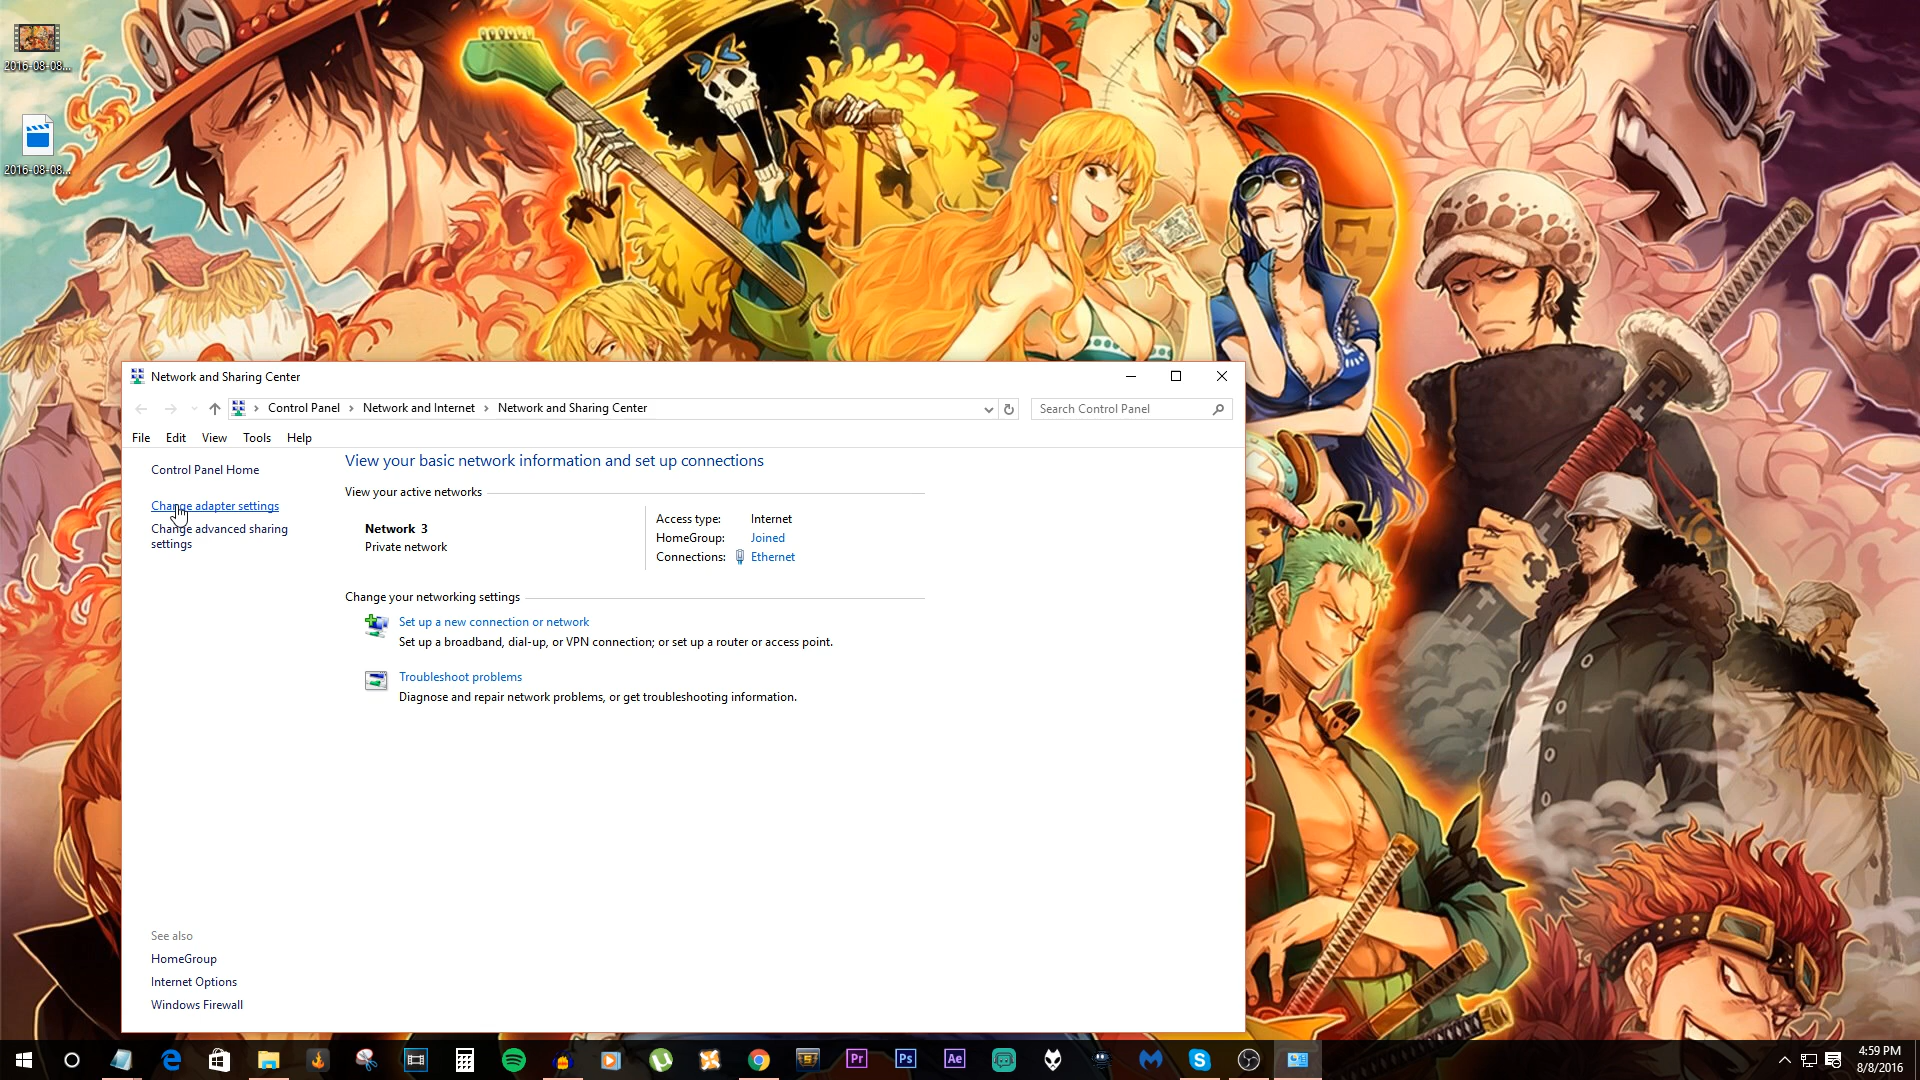 2016-08-08...
2016-08-08...
Network and Sharing Center
Control Panel > Network and Internet > Network and Sharing Center
Search Control Panel
File Edit View Tools Help
Control Panel Home
Change adapter settings
Change advanced sharing
settings
View your basic network information and set up connections
View your active networks
Network 3
Private network
Access type: Internet
HomeGroup: Joined
Connections: Ethernet
Change your networking settings
Set up a new connection or network
Set up a broadband, dial-up, or VPN connection; or set up a router or access point.
Troubleshoot problems
Diagnose and repair network problems, or get troubleshooting information.
See also
HomeGroup
Internet Options
Windows Firewall
Pr
Ps
Ae
4:59 PM
8/8/2016